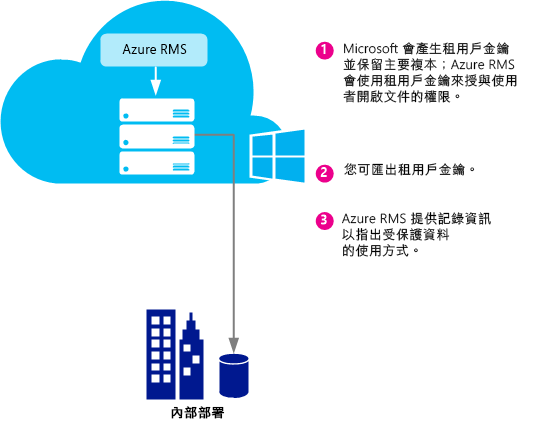 Azure RMS
1 Microsoft 會產生租用戶金鑰
並保留主要複本；Azure RMS
會使用租用戶金鑰來授與使用
者開啟文件的權限。
2 您可匯出租用戶金鑰。
3 Azure RMS 提供記錄資訊
以指出受保護資料
的使用方式。
內部部署